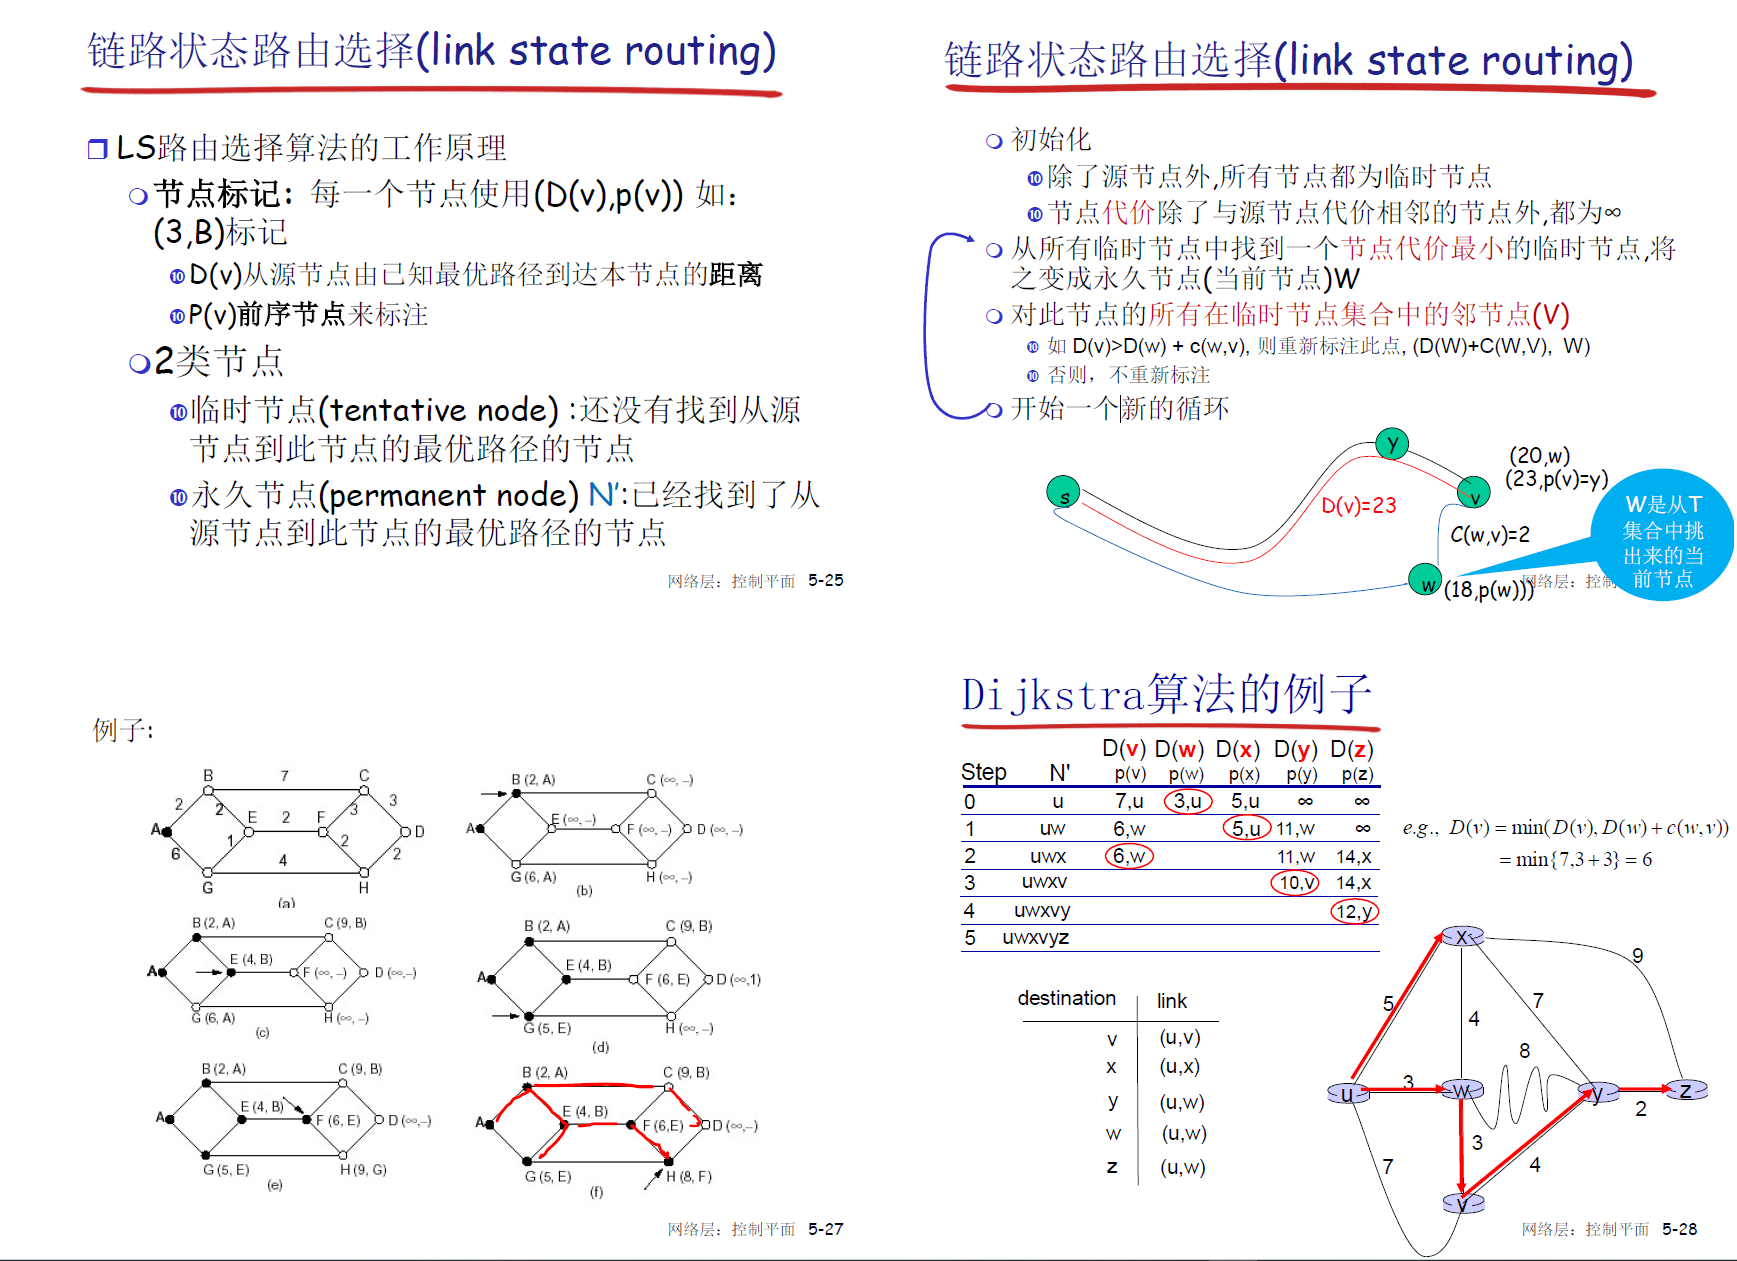 链路状态路由选择(link state routing)
LS路由选择算法的工作原理
节点标记: 每一个节点使用(D(v),p(v)) 如:
(3,B)标记
D(v)从源节点由已知最优路径到达本节点的距离
P(v)前序节点来标注
2类节点
临时节点(tentative node) :还没有找到从源
节点到此节点的最优路径的节点
永久节点(permanent node) N':已经找到了从
源节点到此节点的最优路径的节点
网络层: 控制平面 5-25
链路状态路由选择(link state routing)
初始化
除了源节点外,所有节点都为临时节点
节点代价除了与源节点代价相邻的节点外,都为∞
从所有临时节点中找到一个节点代价最小的临时节点,将
之变成永久节点(当前节点)W
对此节点的所有在临时节点集合中的邻节点(V)
如 D(v)>D(w) + c(w,v), 则重新标注此点, (D(W)+C(W,V), W)
否则，不重新标注
开始一个新的循环
y
(20,w)
(23,p(v)=y)
s
v
D(v)=23
C(w,v)=2
W是从T
集合中挑
出来的当
前节点
w
(18,p(w)))
网络层: 控制
例子:
B 7 C
2 2 3 3
A E 2 F D
6 1 2 2
4
G H
(a)
B (2, A) C (∞, –)
A E (∞, –) F (∞, –) D (∞, –)
G (6, A) H (∞, –)
(b)
B (2, A) C (9, B)
A E (4, B) F (∞, –) D (∞, –)
G (6, A) H (∞, –)
(c)
B (2, A) C (9, B)
A E (4, B) F (6, E) D (∞,1)
G (5, E) H (∞, –)
(d)
B (2, A) C (9, B)
A E (4, B) F (6, E) D (∞,–)
G (5, E) H (9, G)
(e)
B (2, A) C (9, B)
A E (4, B) F (6,E) D (∞,–)
G (5, E) H (8, F)
(f)
网络层: 控制平面 5-27
Dijkstra算法的例子
D(v) D(w) D(x) D(y) D(z)
Step N' p(v) p(w) p(x) p(y) p(z)
0 u 7,u 3,u 5,u ∞ ∞
1 uw 6,w 5,u 11,w ∞
2 uwx 6,w 11,w 14,x
3 uwxv 10,v 14,x
4 uwxvy 12,y
5 uwxvyz
e.g., D(v) = min(D(v), D(w) + c(w,v))
= min{7,3 + 3} = 6
destination link
v (u,v)
x (u,x)
y (u,w)
w (u,w)
z (u,w)
x
9
5
7
4
8
u 3 w y z
2
3
7 4
v
网络层: 控制平面 5-28